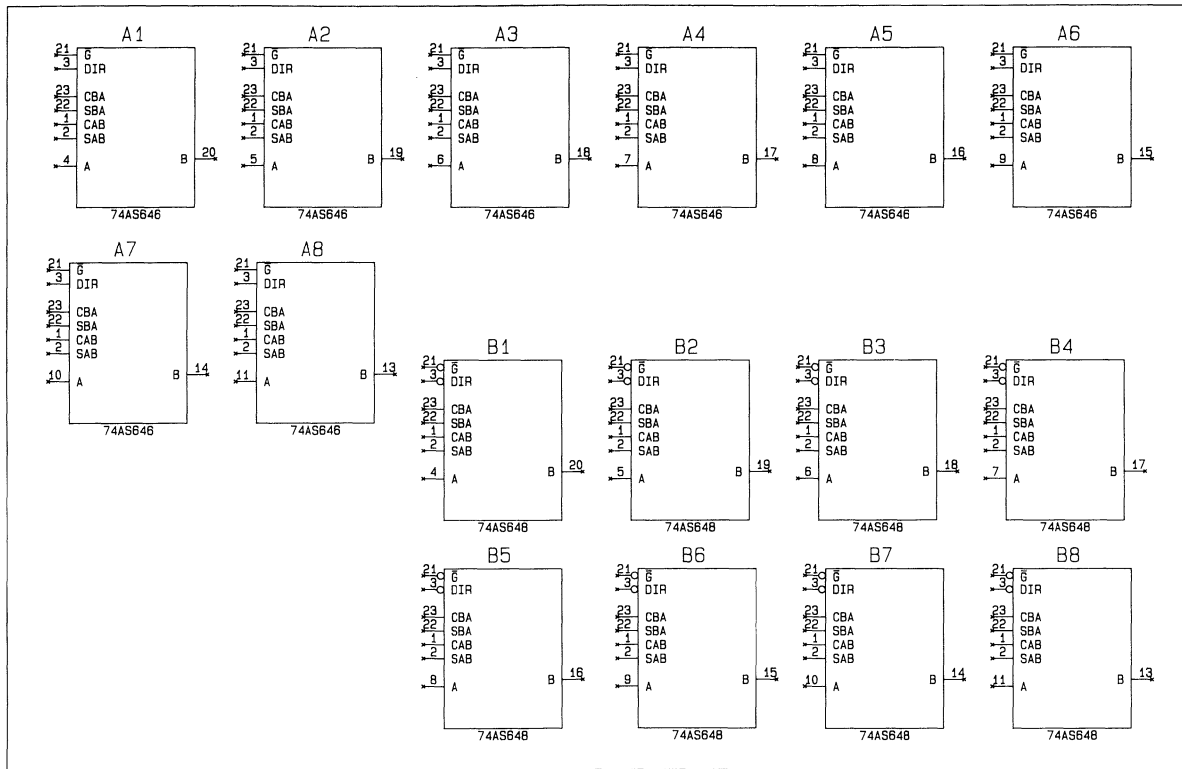 A1 A2 A3 A4 A5 A6
21 G̅ 21 G̅ 21 G̅ 21 G̅ 21 G̅ 21 G̅
3 DIR 3 DIR 3 DIR 3 DIR 3 DIR 3 DIR
23 CBA 23 CBA 23 CBA 23 CBA 23 CBA 23 CBA
22 SBA 22 SBA 22 SBA 22 SBA 22 SBA 22 SBA
1 CAB 1 CAB 1 CAB 1 CAB 1 CAB 1 CAB
2 SAB 2 SAB 2 SAB 2 SAB 2 SAB 2 SAB
B 20 B 19 B 18 B 17 B 16 B 15
4 A 5 A 6 A 7 A 8 A 9 A
74AS646 74AS646 74AS646 74AS646 74AS646 74AS646
A7 A8
21 G̅ 21 G̅
3 DIR 3 DIR
23 CBA 23 CBA
22 SBA 22 SBA
1 CAB 1 CAB
2 SAB 2 SAB
B 14 B 13
10 A 11 A
74AS646 74AS646
B1 B2 B3 B4
21 G̅ 21 G̅ 21 G̅ 21 G̅
3 DIR 3 DIR 3 DIR 3 DIR
23 CBA 23 CBA 23 CBA 23 CBA
22 SBA 22 SBA 22 SBA 22 SBA
1 CAB 1 CAB 1 CAB 1 CAB
2 SAB 2 SAB 2 SAB 2 SAB
B 20 B 19 B 18 B 17
4 A 5 A 6 A 7 A
74AS648 74AS648 74AS648 74AS648
B5 B6 B7 B8
21 G̅ 21 G̅ 21 G̅ 21 G̅
3 DIR 3 DIR 3 DIR 3 DIR
23 CBA 23 CBA 23 CBA 23 CBA
22 SBA 22 SBA 22 SBA 22 SBA
1 CAB 1 CAB 1 CAB 1 CAB
2 SAB 2 SAB 2 SAB 2 SAB
B 16 B 15 B 14 B 13
8 A 9 A 10 A 11 A
74AS648 74AS648 74AS648 74AS648